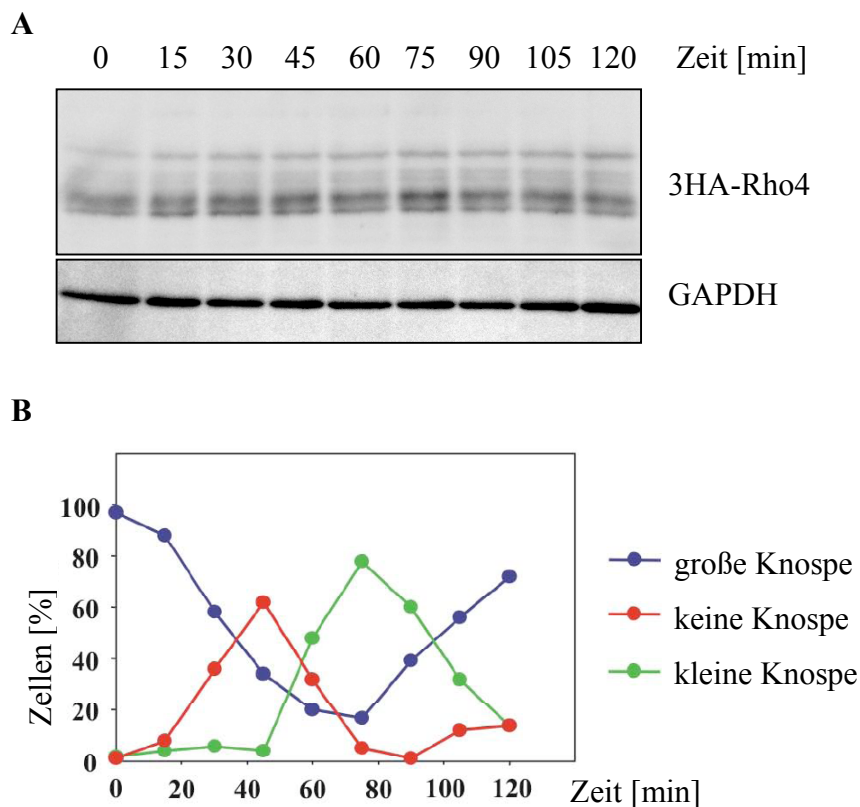 A
0 15 30 45 60 75 90 105 120 Zeit [min]
3HA-Rho4
GAPDH
B
100
80
60
40
20
0
Zellen [%]
0 20 40 60 80 100 120 Zeit [min]
große Knospe
keine Knospe
kleine Knospe